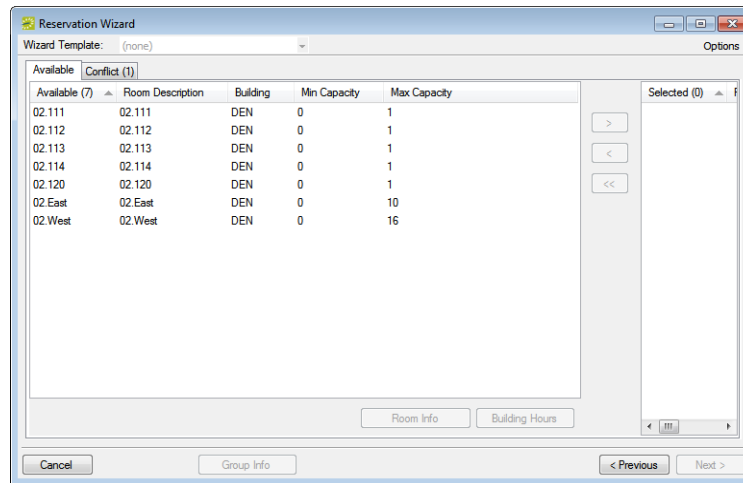 Reservation Wizard
Wizard Template: (none) Options
Available Conflict (1)
Available (7) Room Description Building Min Capacity Max Capacity Selected (0)
02.111 02.111 DEN 0 1 >
02.112 02.112 DEN 0 1
02.113 02.113 DEN 0 1 <
02.114 02.114 DEN 0 1
02.120 02.120 DEN 0 1 <<
02.East 02.East DEN 0 10
02.West 02.West DEN 0 16
Room Info Building Hours
Cancel Group Info < Previous Next >